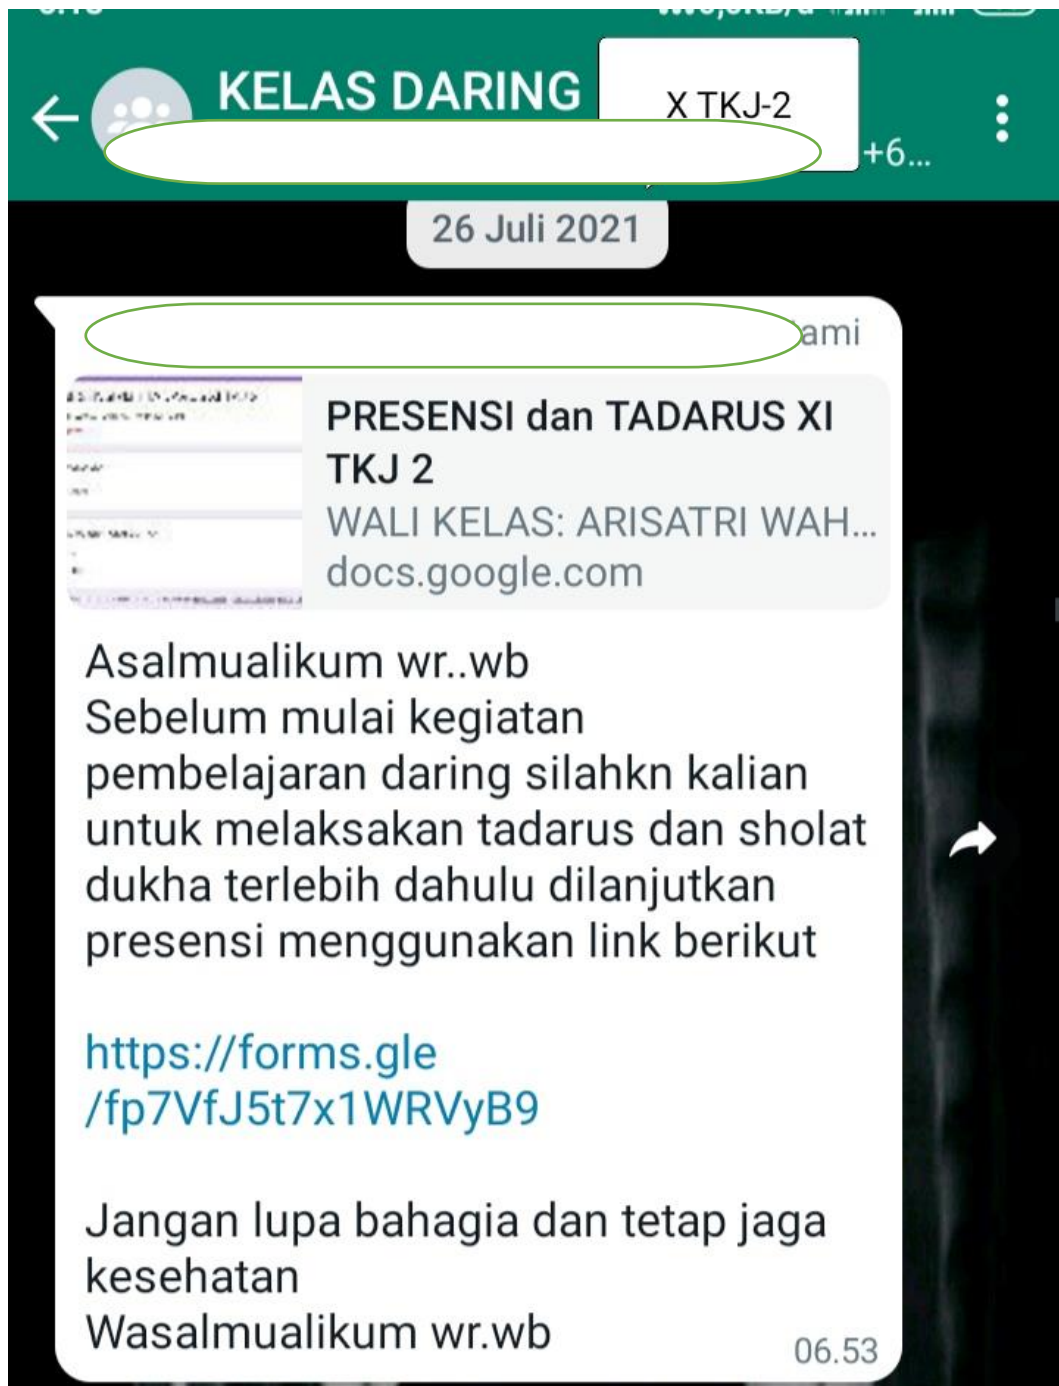 KELAS DARING
X TKJ-2
+6...
26 Juli 2021
ami
PRESENSI dan TADARUS XI
TKJ 2
WALI KELAS: ARISATRI WAH...
docs.google.com
Asalmualikum wr..wb
Sebelum mulai kegiatan
pembelajaran daring silahkn kalian
untuk melaksakan tadarus dan sholat
dukha terlebih dahulu dilanjutkan
presensi menggunakan link berikut
https://forms.gle
/fp7VfJ5t7x1WRVyB9
Jangan lupa bahagia dan tetap jaga
kesehatan
Wasalmualikum wr.wb
06.53